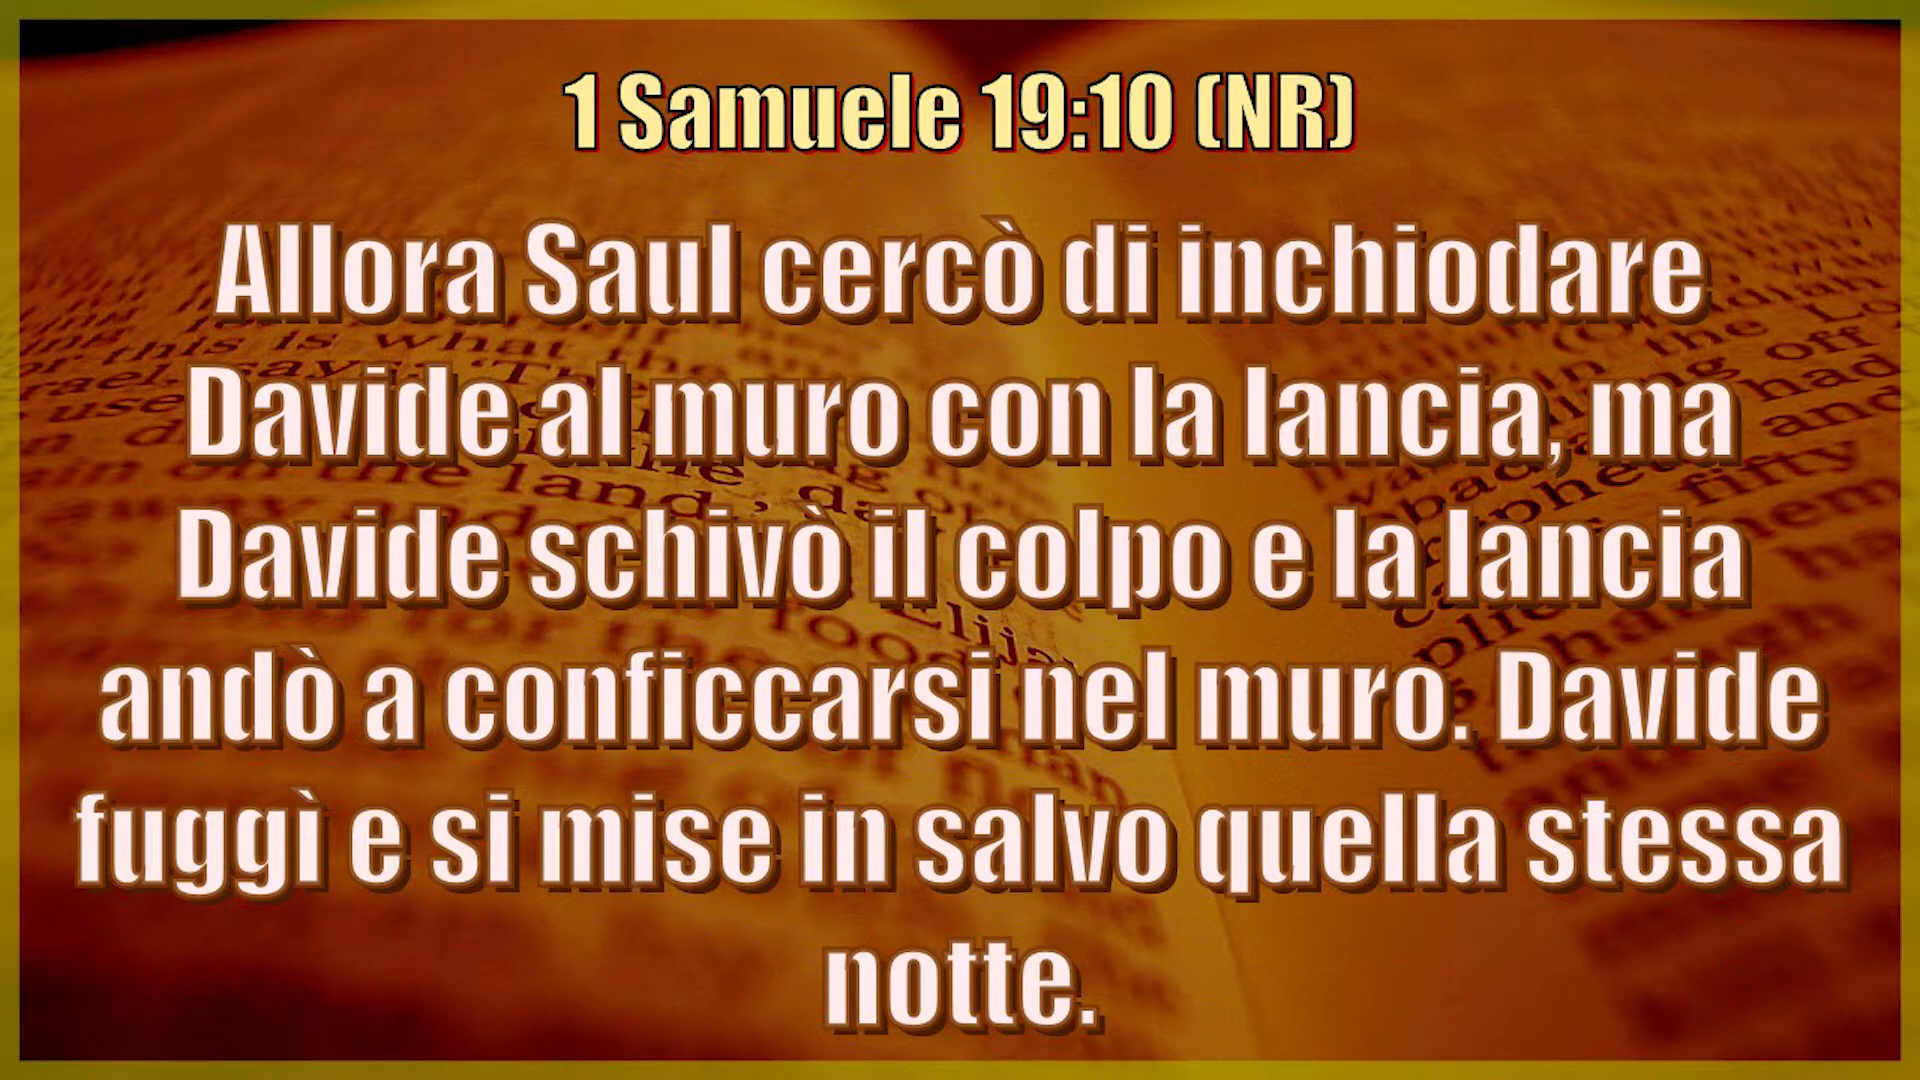 1 Samuele 19:10 (NR)
Allora Saul cercò di inchiodare
Davide al muro con la lancia, ma
Davide schivò il colpo e la lancia
andò a conficcarsi nel muro. Davide
fuggì e si mise in salvo quella stessa
notte.